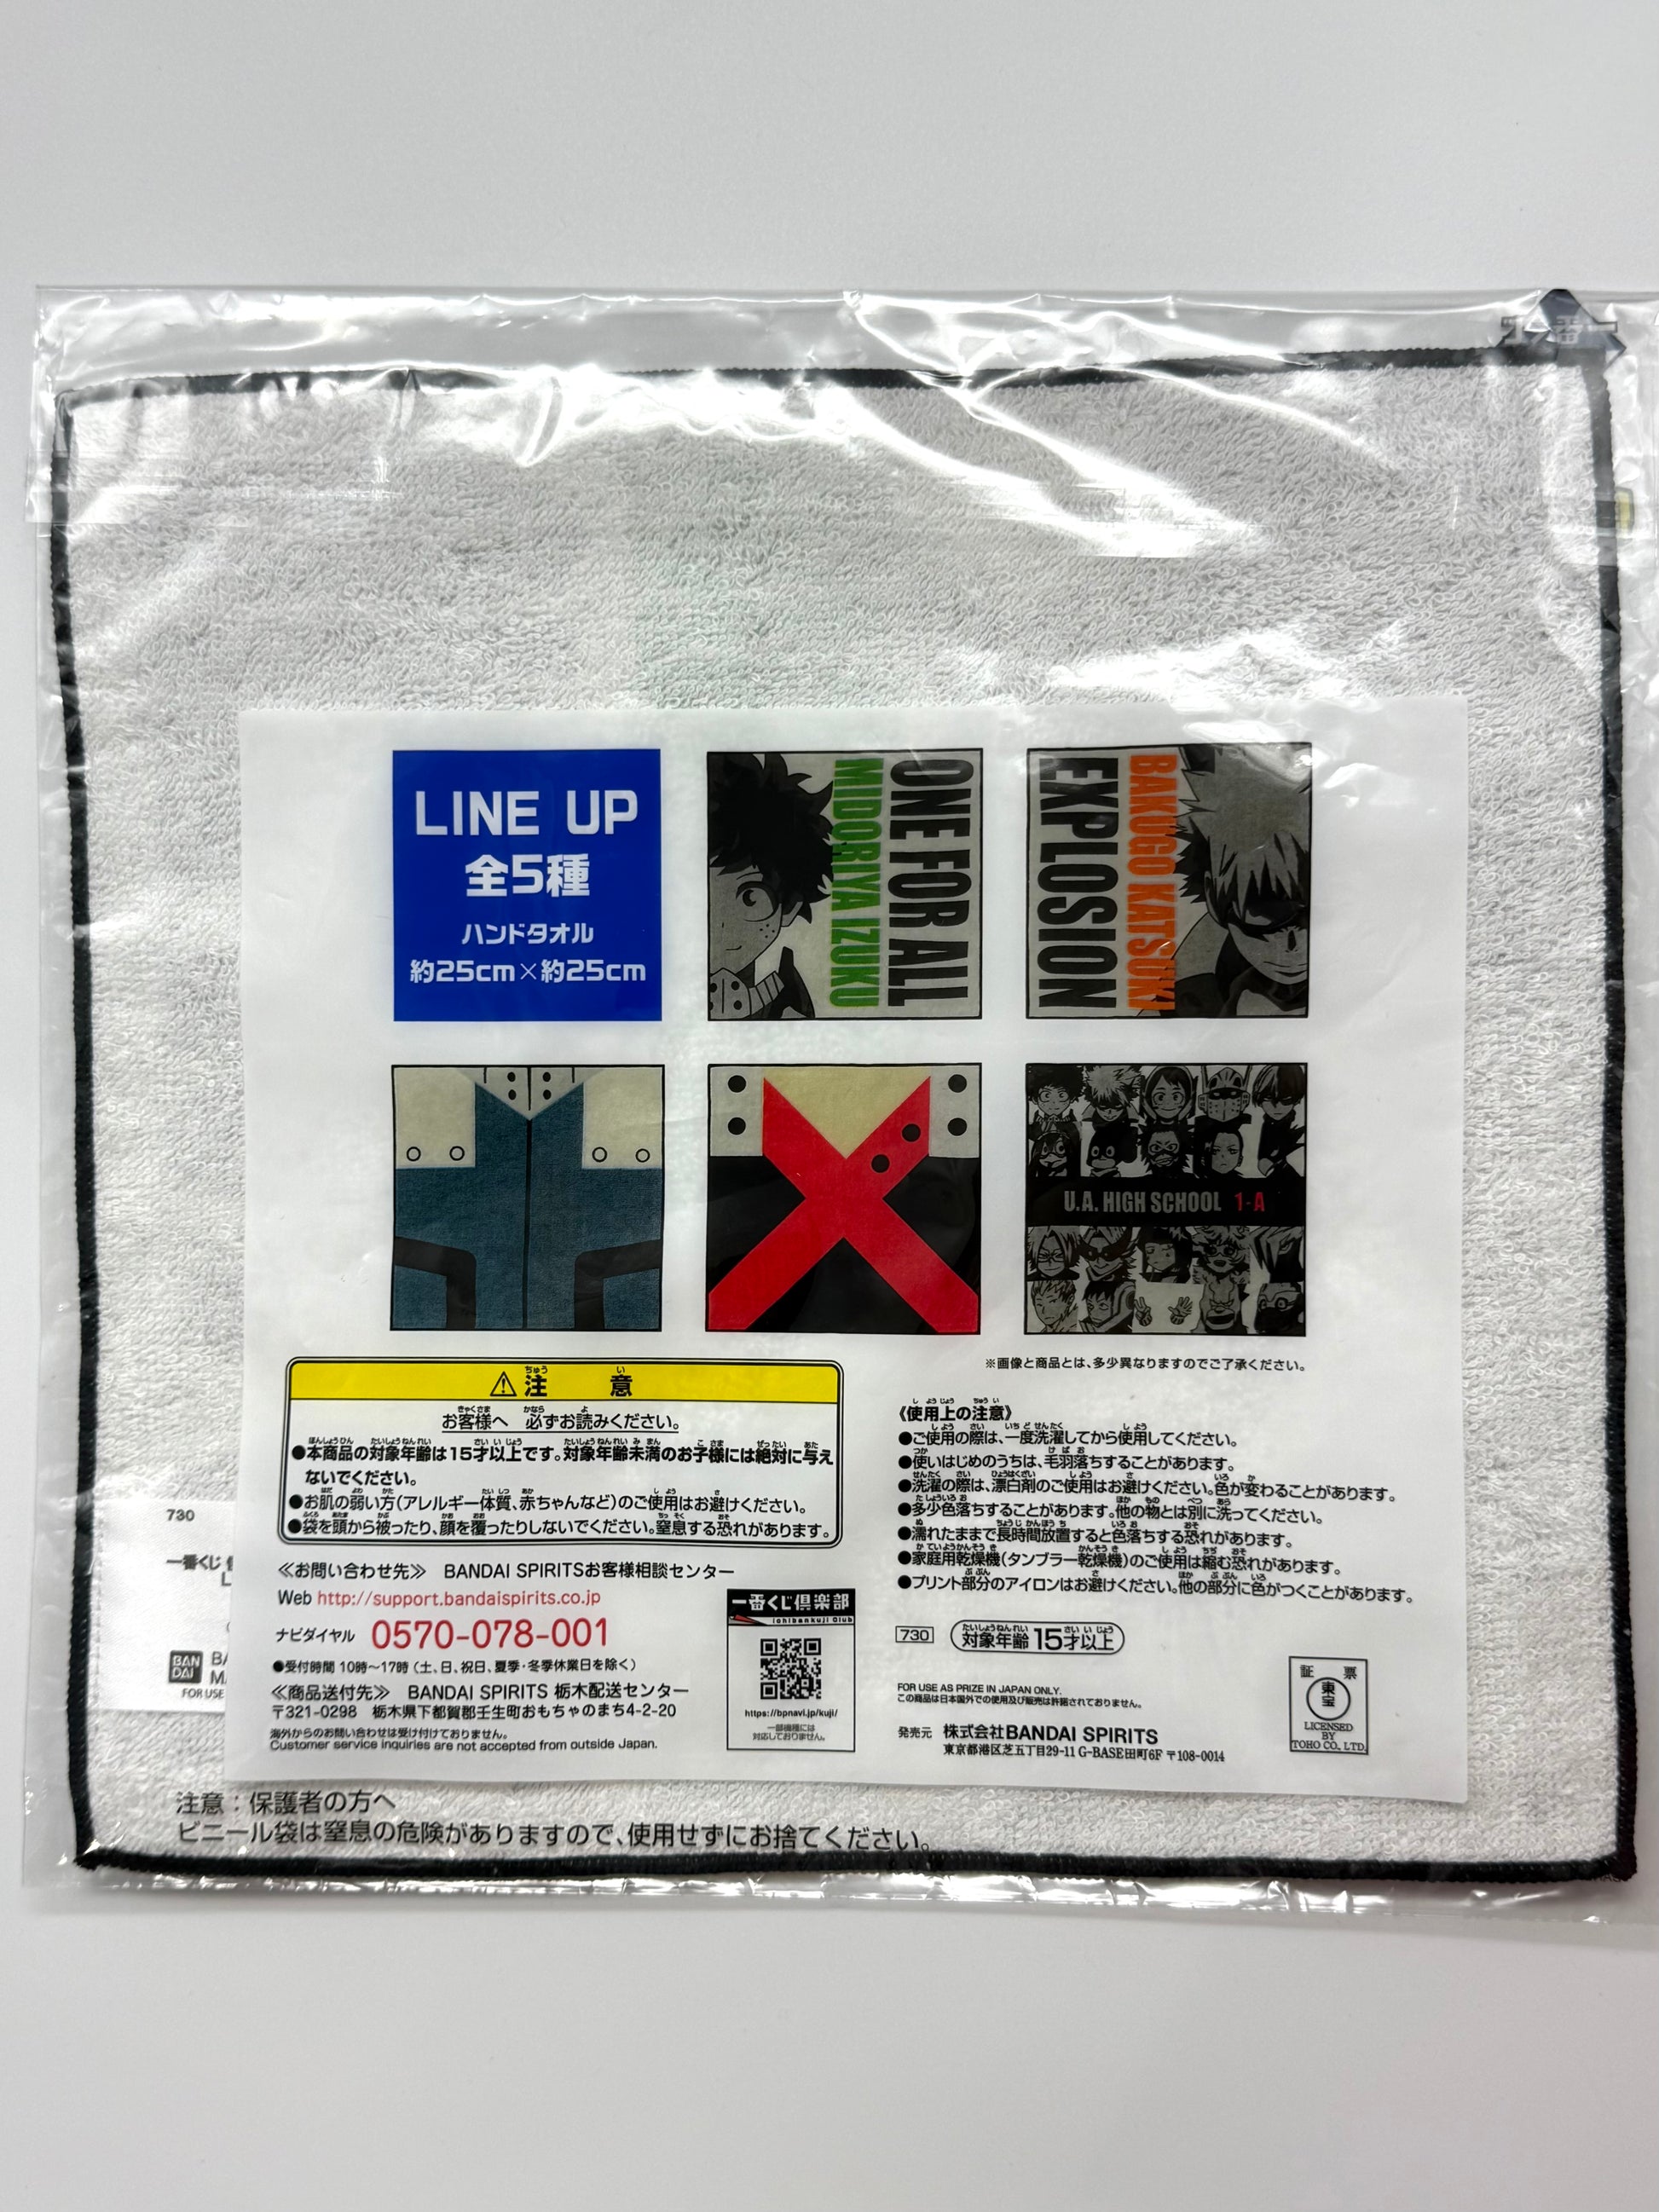 LINE UP
全5種
ハンドタオル
約25cm×約25cm
ONE FOR ALL
MIDORIYA IZUKU
BAKUGO KATSUKI
EXPLOSION
U.A. HIGH SCHOOL 1-A
※画像と商品とは、多少異なりますのでご了承ください。
⚠注意
お客様へ 必ずお読みください。
●本商品の対象年齢は15才以上です。対象年齢未満のお子様には絶対に与え
ないでください。
●お肌の弱い方(アレルギー体質、赤ちゃんなど)のご使用はお避けください。
●袋を頭から被ったり、顔を覆ったりしないでください。窒息する恐れがあります。
≪お問い合わせ先≫ BANDAI SPIRITSお客様相談センター
Web http://support.bandaispirits.co.jp
ナビダイヤル 0570-078-001
●受付時間 10時～17時(土、日、祝日、夏季・冬季休業日を除く)
≪商品送付先≫ BANDAI SPIRITS 栃木配送センター
〒321-0298 栃木県下都賀郡壬生町おもちゃのまち4-2-20
海外からのお問い合わせは受け付けておりません。
Customer service inquiries are not accepted from outside Japan.
一番くじ倶楽部
Ichibankuji Club
https://bpnavi.jp/kuji/
一部機種には
対応しておりません。
《使用上の注意》
●ご使用の際は、一度洗濯してから使用してください。
●使いはじめのうちは、毛羽落ちすることがあります。
●洗濯の際は、漂白剤のご使用はお避けください。色が変わることがあります。
●多少色落ちすることがあります。他の物とは別に洗ってください。
●濡れたままで長時間放置すると色落ちする恐れがあります。
●家庭用乾燥機(タンブラー乾燥機)のご使用は縮む恐れがあります。
●プリント部分のアイロンはお避けください。他の部分に色がつくことがあります。
730 対象年齢15才以上
FOR USE AS PRIZE IN JAPAN ONLY.
この商品は日本国外での使用及び販売は許諾されておりません。
発売元 株式会社BANDAI SPIRITS
東京都港区芝五丁目29-11 G-BASE田町6F 〒108-0014
証票
東宝
LICENSED
BY
TOHO CO., LTD.
730
一番くじ
BAN
DAI
FOR USE
注意:保護者の方へ
ビニール袋は窒息の危険がありますので、使用せずにお捨てください。